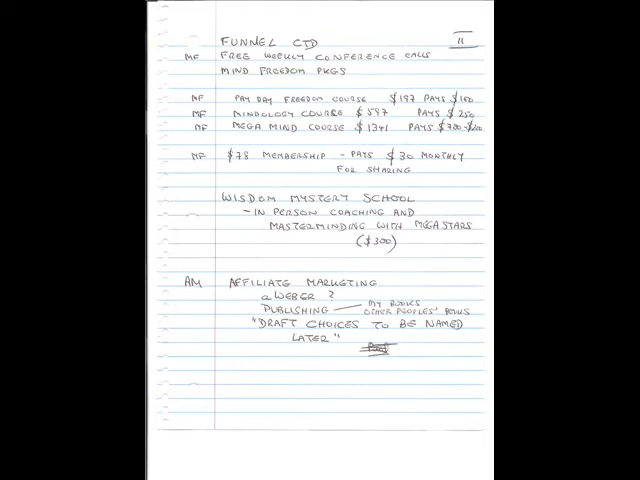 FUNNEL CTD 11
MF FREE WEEKLY CONFERENCE CALLS
MIND FREEDOM PKGS
MF PAY DAY FREEDOM COURSE $197 PAYS $100
MF MINDOLOGY COURSE $597 PAYS $250
MF MEGA MIND COURSE $1341 PAYS $700-$200
MF $78 MEMBERSHIP - PAYS $30 MONTHLY
FOR SHARING
WISDOM MYSTERY SCHOOL
- IN PERSON COACHING AND
MASTERMINDING WITH MEGASTARS
($300)
AM AFFILIATE MARKETING
aWEBER ?
PUBLISHING — MY BOOKS
OTHER PEOPLES' BOOKS
"DRAFT CHOICES TO BE NAMED
LATER"